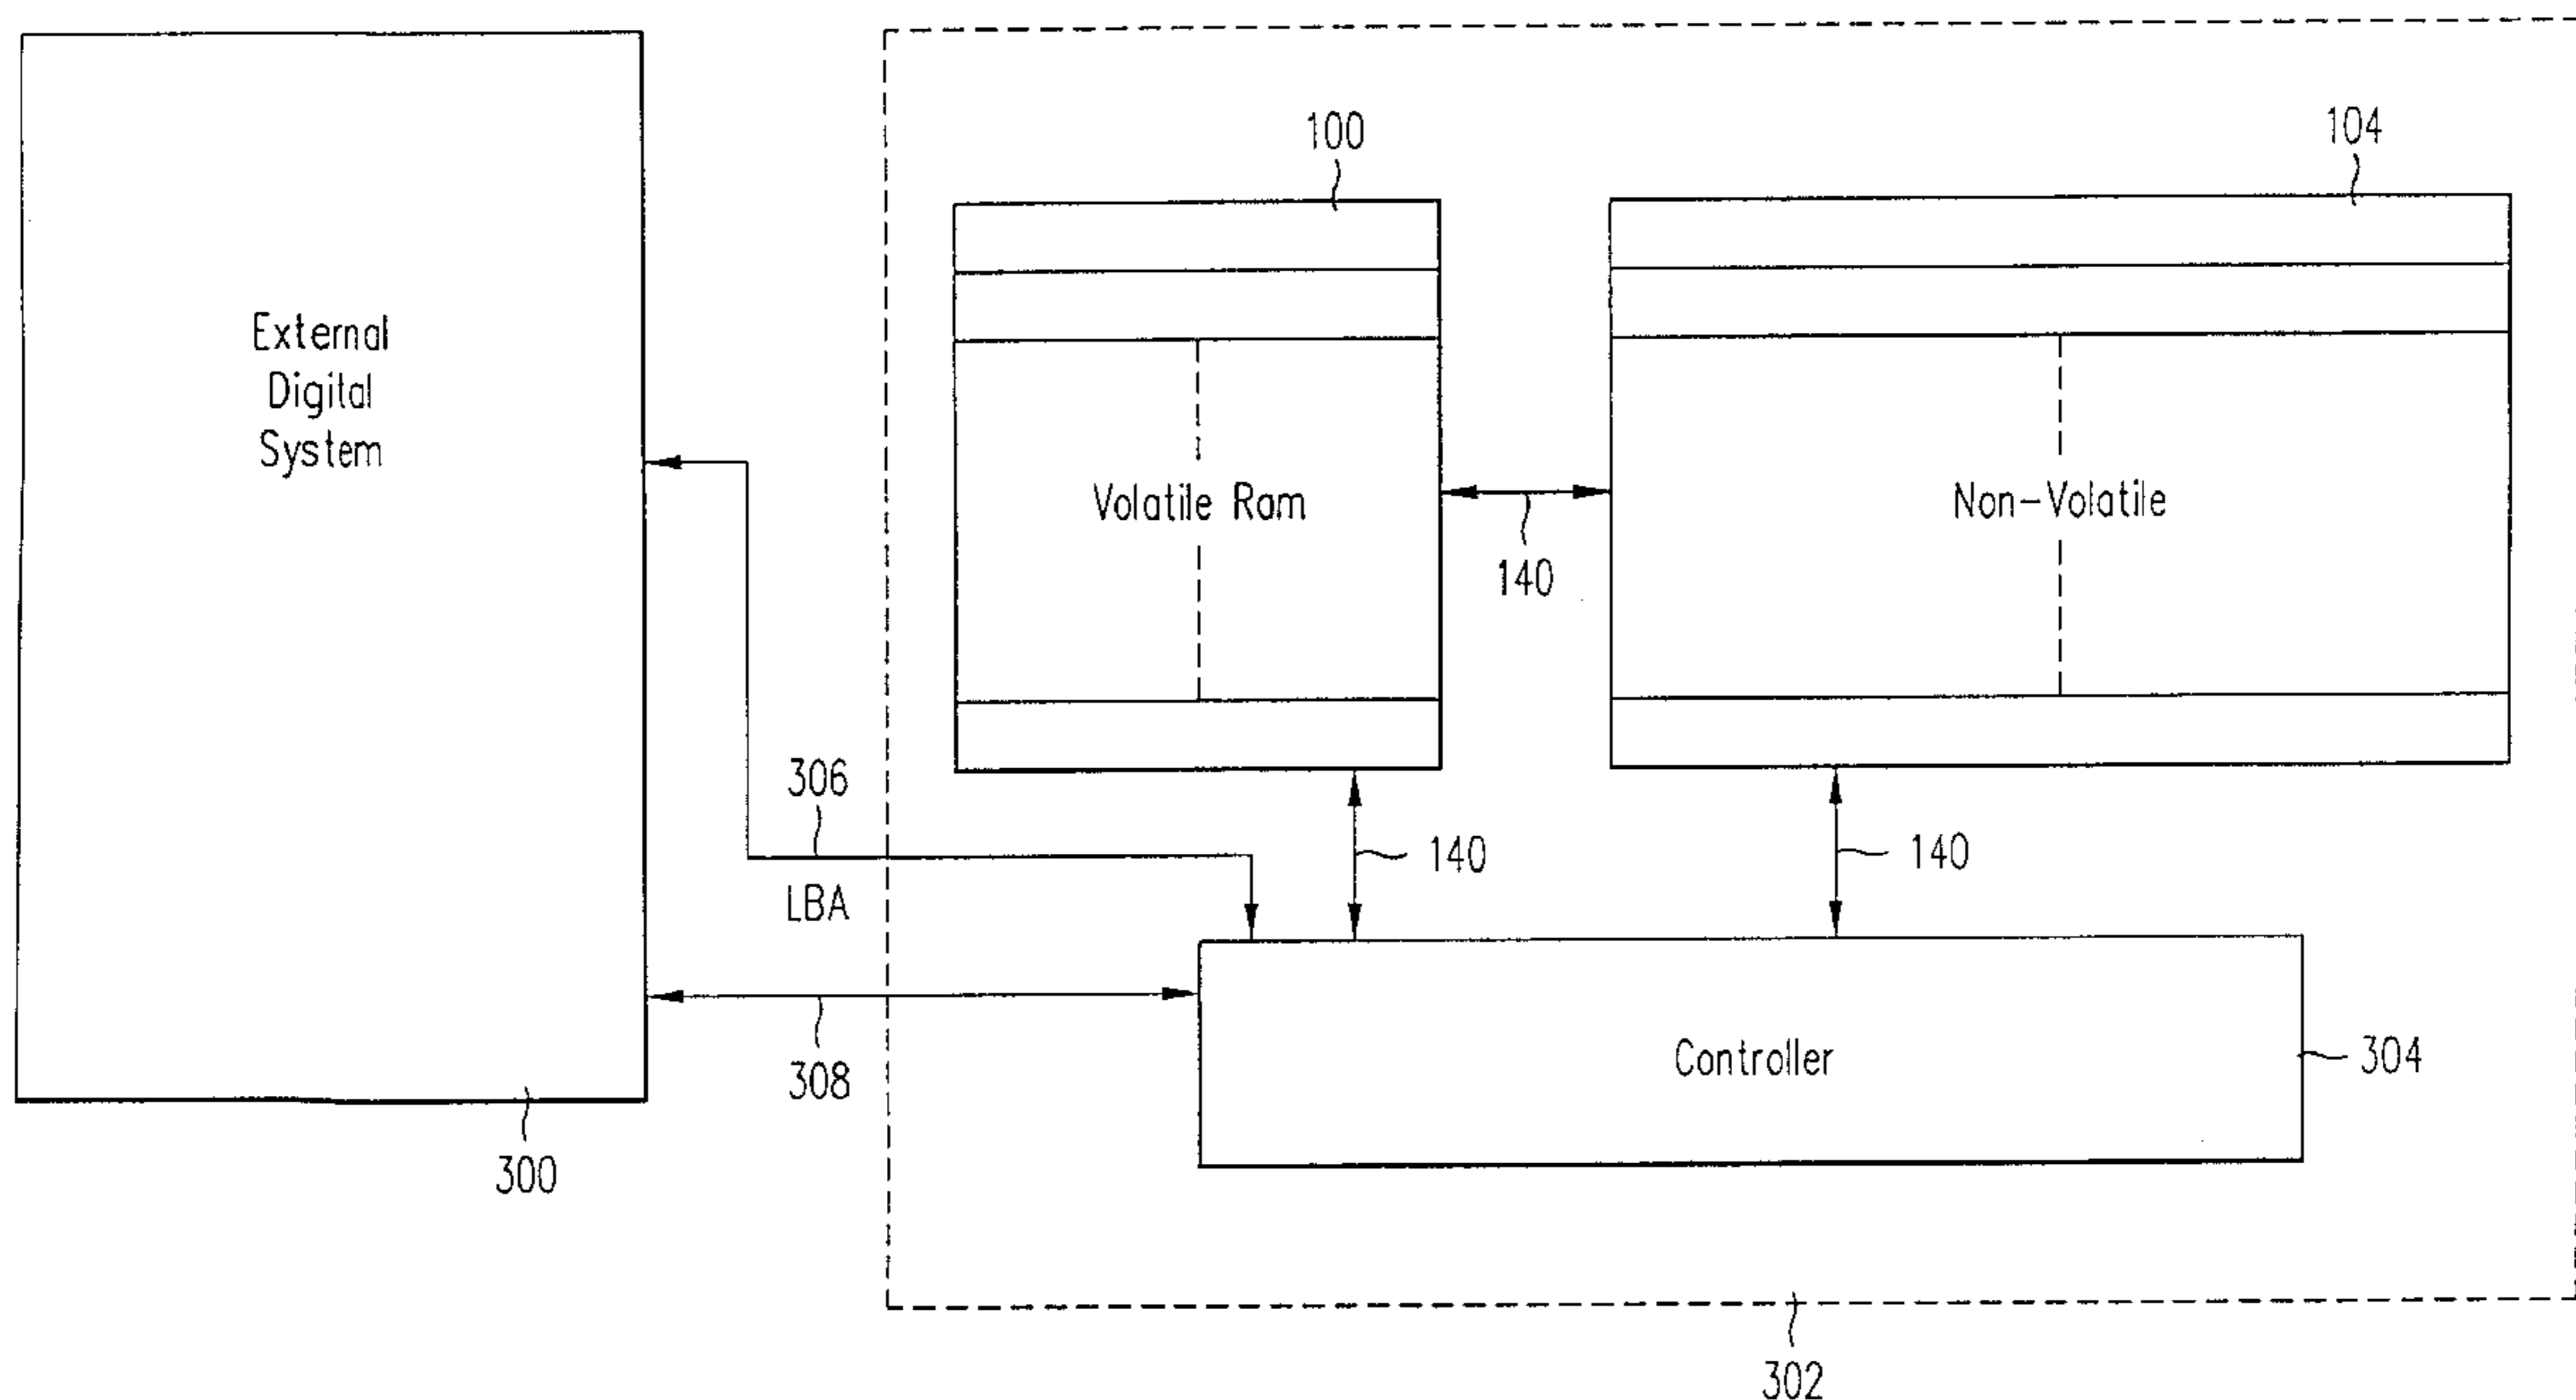 100
104
External
Digital
System
Volatile Ram
Non-Volatile
140
306
140
140
LBA
Controller
304
308
300
302